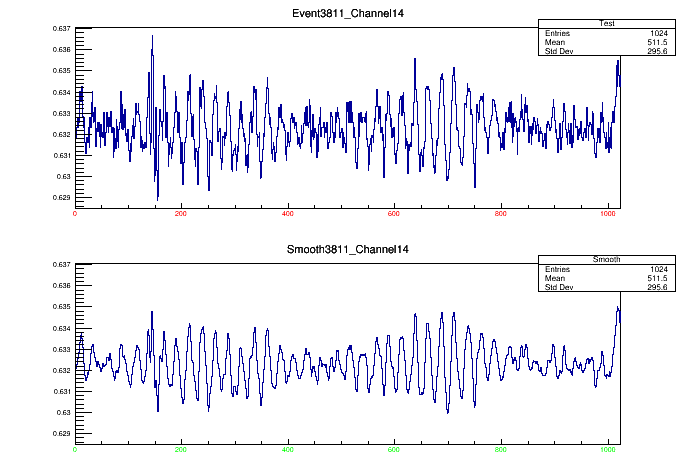 Event3811_Channel14
Test
Entries 1024
Mean 511.5
Std Dev 295.6
0.637
0.636
0.635
0.634
0.633
0.632
0.631
0.63
0.629
0 200 400 600 800 1000
Smooth3811_Channel14
Smooth
Entries 1024
Mean 511.5
Std Dev 295.6
0.637
0.636
0.635
0.634
0.633
0.632
0.631
0.63
0.629
0 200 400 600 800 1000